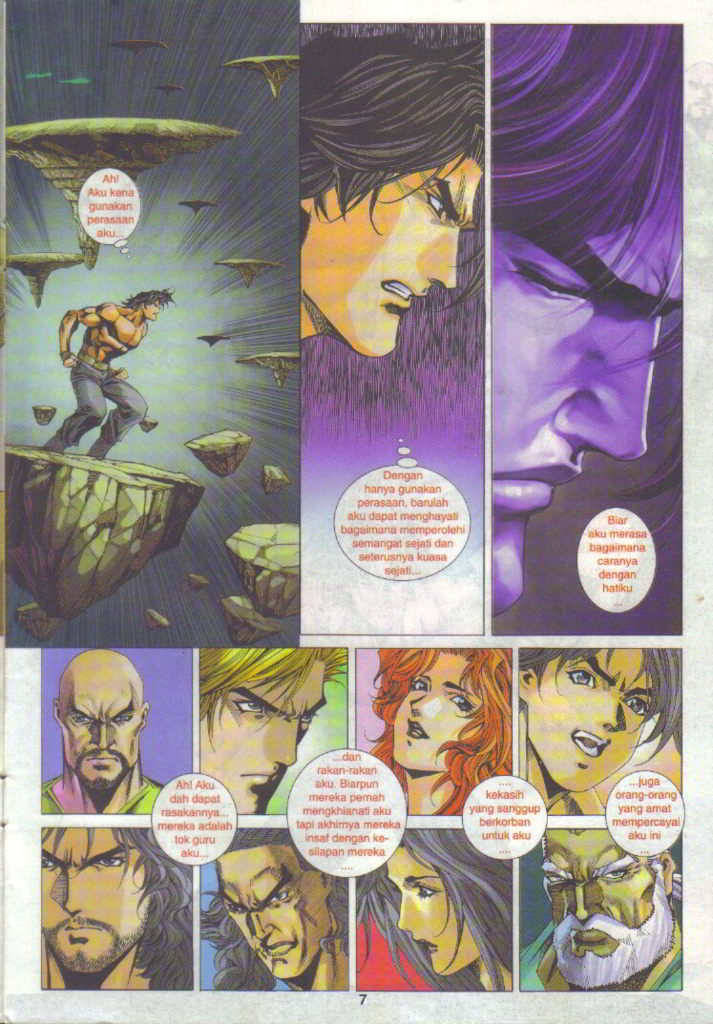 Ah!
Aku kena
gunakan
perasaan
aku...
Dengan
hanya gunakan
perasaan, barulah
aku dapat menghayati
bagaimana memperolehi
semangat sejati dan
seterusnya kuasa
sejati...
Biar
aku merasa
bagaimana
caranya
dengan
hatiku
...
Ah! Aku
dah dapat
rasakannya...
mereka adalah
tok guru
aku...
...dan
rakan-rakan
aku. Biarpun
mereka pernah
mengkhianati aku
tapi akhirnya mereka
insaf dengan ke-
silapan mereka
....
....
kekasih
yang sanggup
berkorban
untuk aku
....
...juga
orang-orang
yang amat
mempercayai
aku ini
....
7